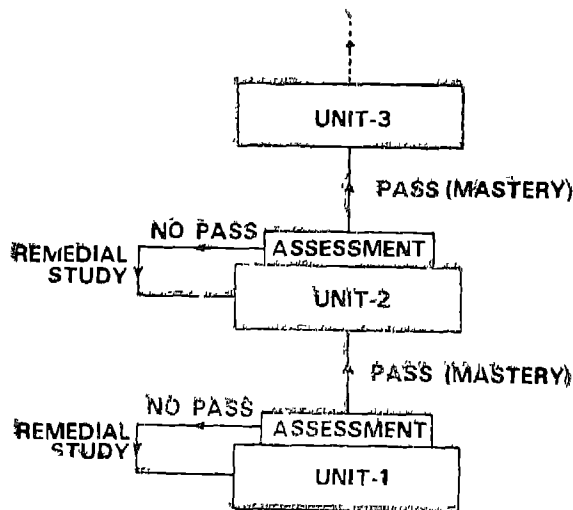 UNIT-3
PASS (MASTERY)
NO PASS
ASSESSMENT
REMEDIAL
STUDY
UNIT-2
PASS (MASTERY)
NO PASS
ASSESSMENT
REMEDIAL
STUDY
UNIT-1